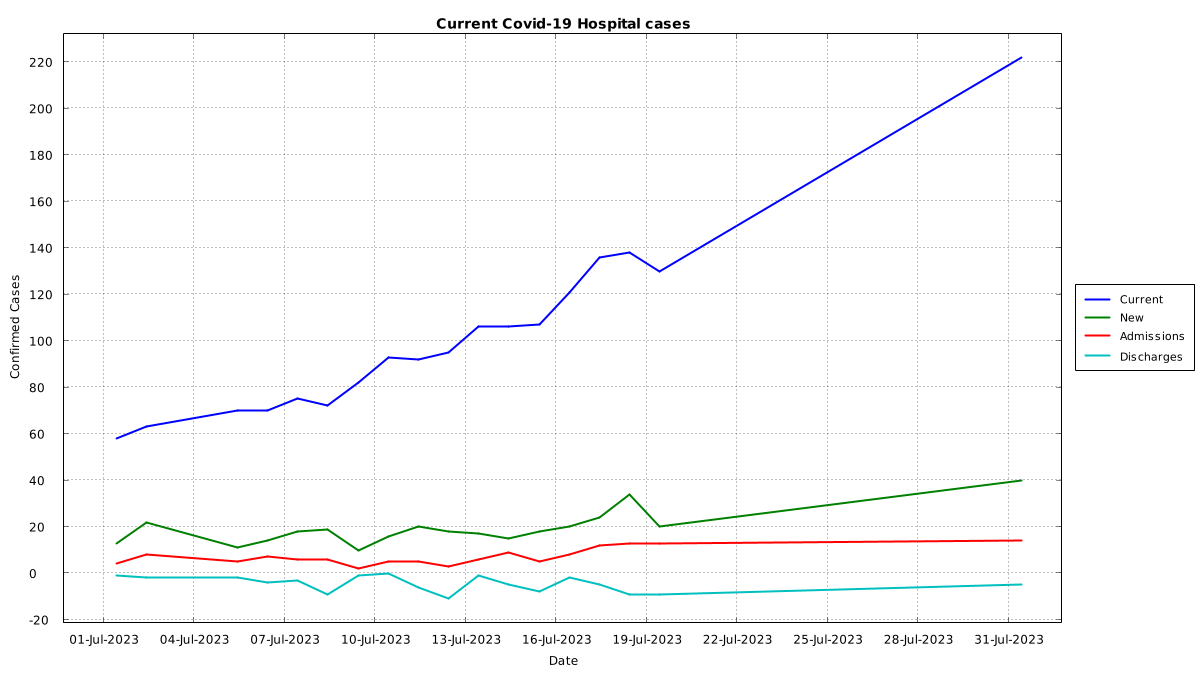 Current Covid-19 Hospital cases
220
200
180
160
140
120
100
80
60
40
20
0
-20
Confirmed Cases
01-Jul-2023 04-Jul-2023 07-Jul-2023 10-Jul-2023 13-Jul-2023 16-Jul-2023 19-Jul-2023 22-Jul-2023 25-Jul-2023 28-Jul-2023 31-Jul-2023
Date
Current
New
Admissions
Discharges